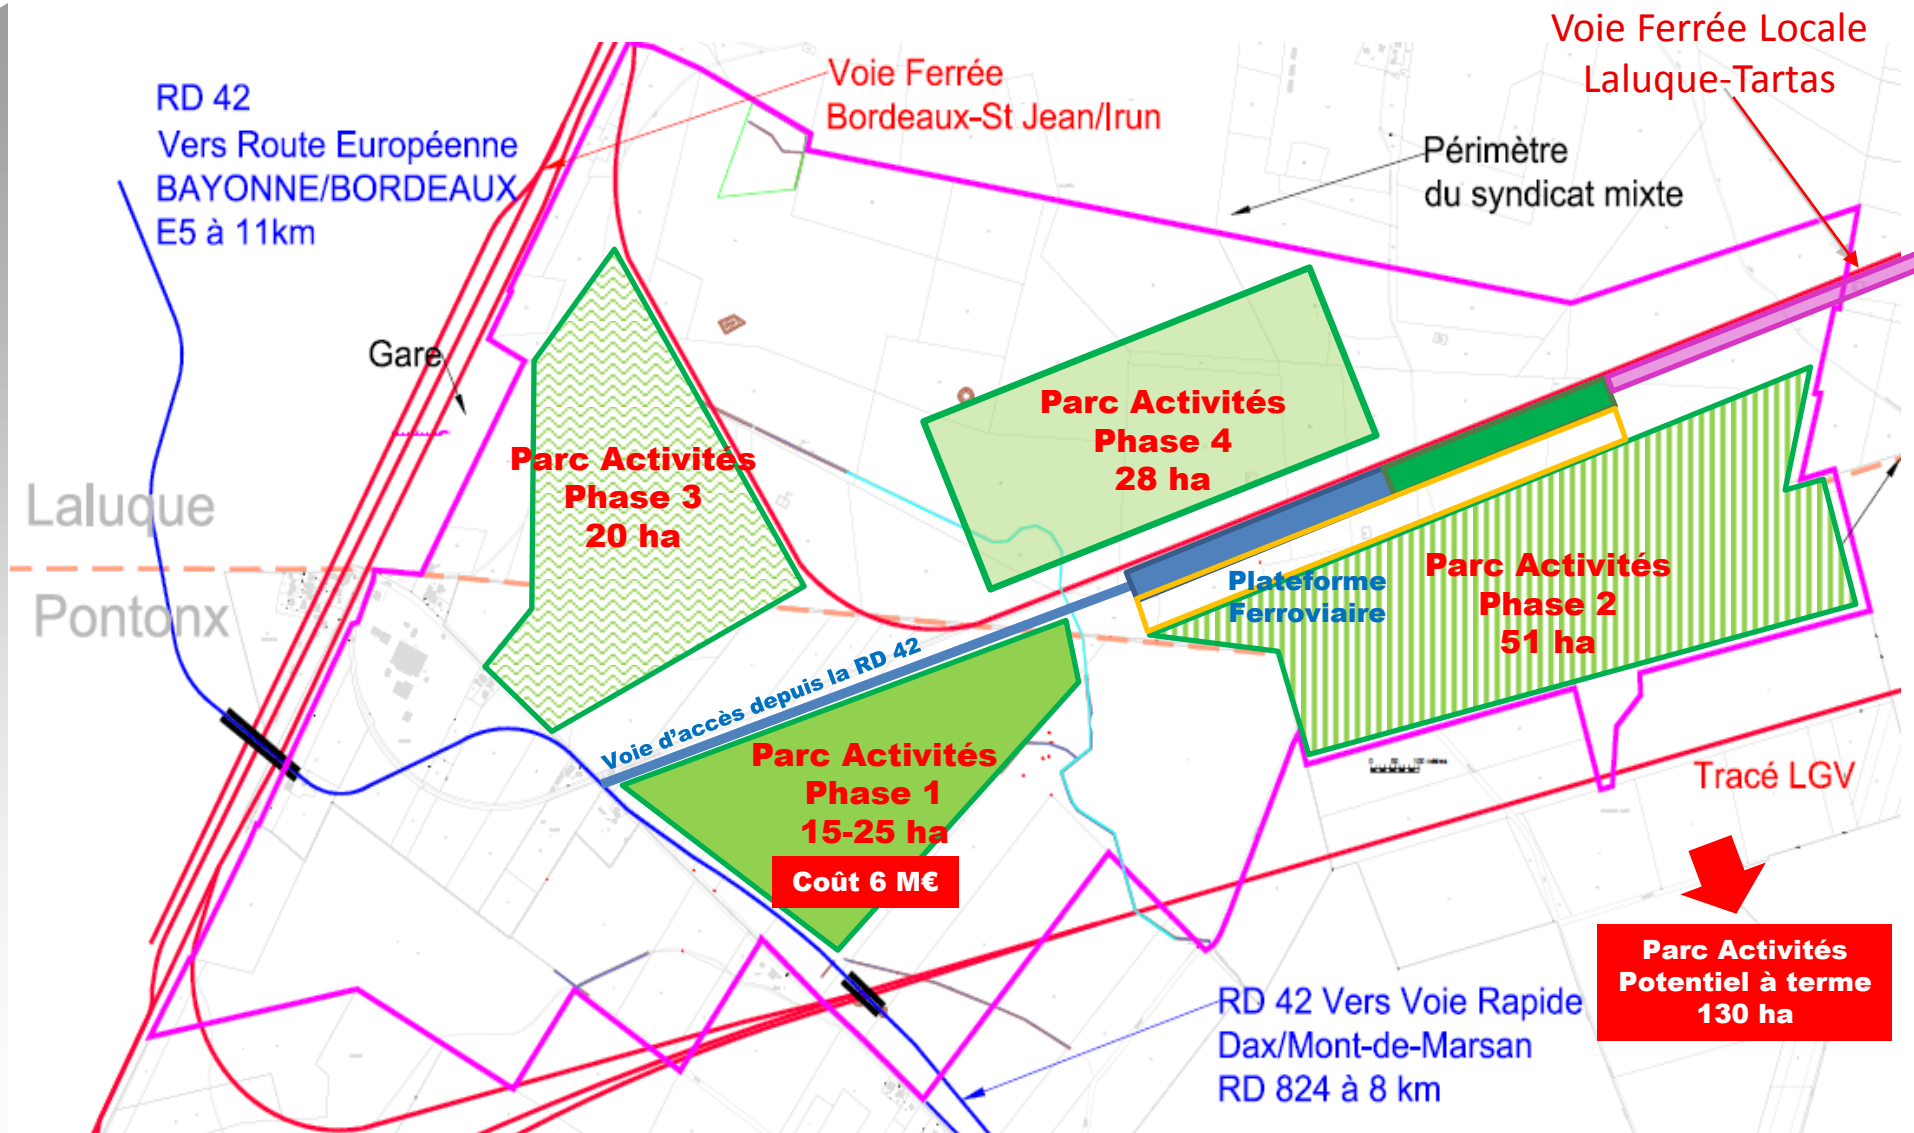 Voie Ferrée Locale
Laluque-Tartas
RD 42
Vers Route Européenne
BAYONNE/BORDEAUX
E5 à 11km
Voie Ferrée
Bordeaux-St Jean/Irun
Périmètre
du syndicat mixte
Gare
Parc Activités
Phase 4
28 ha
Parc Activités
Phase 3
20 ha
Laluque
Pontonx
Plateforme
Ferroviaire
Parc Activités
Phase 2
51 ha
Voie d'accès depuis la RD 42
Parc Activités
Phase 1
15-25 ha
Coût 6 M€
Tracé LGV
Parc Activités
Potentiel à terme
130 ha
RD 42 Vers Voie Rapide
Dax/Mont-de-Marsan
RD 824 à 8 km